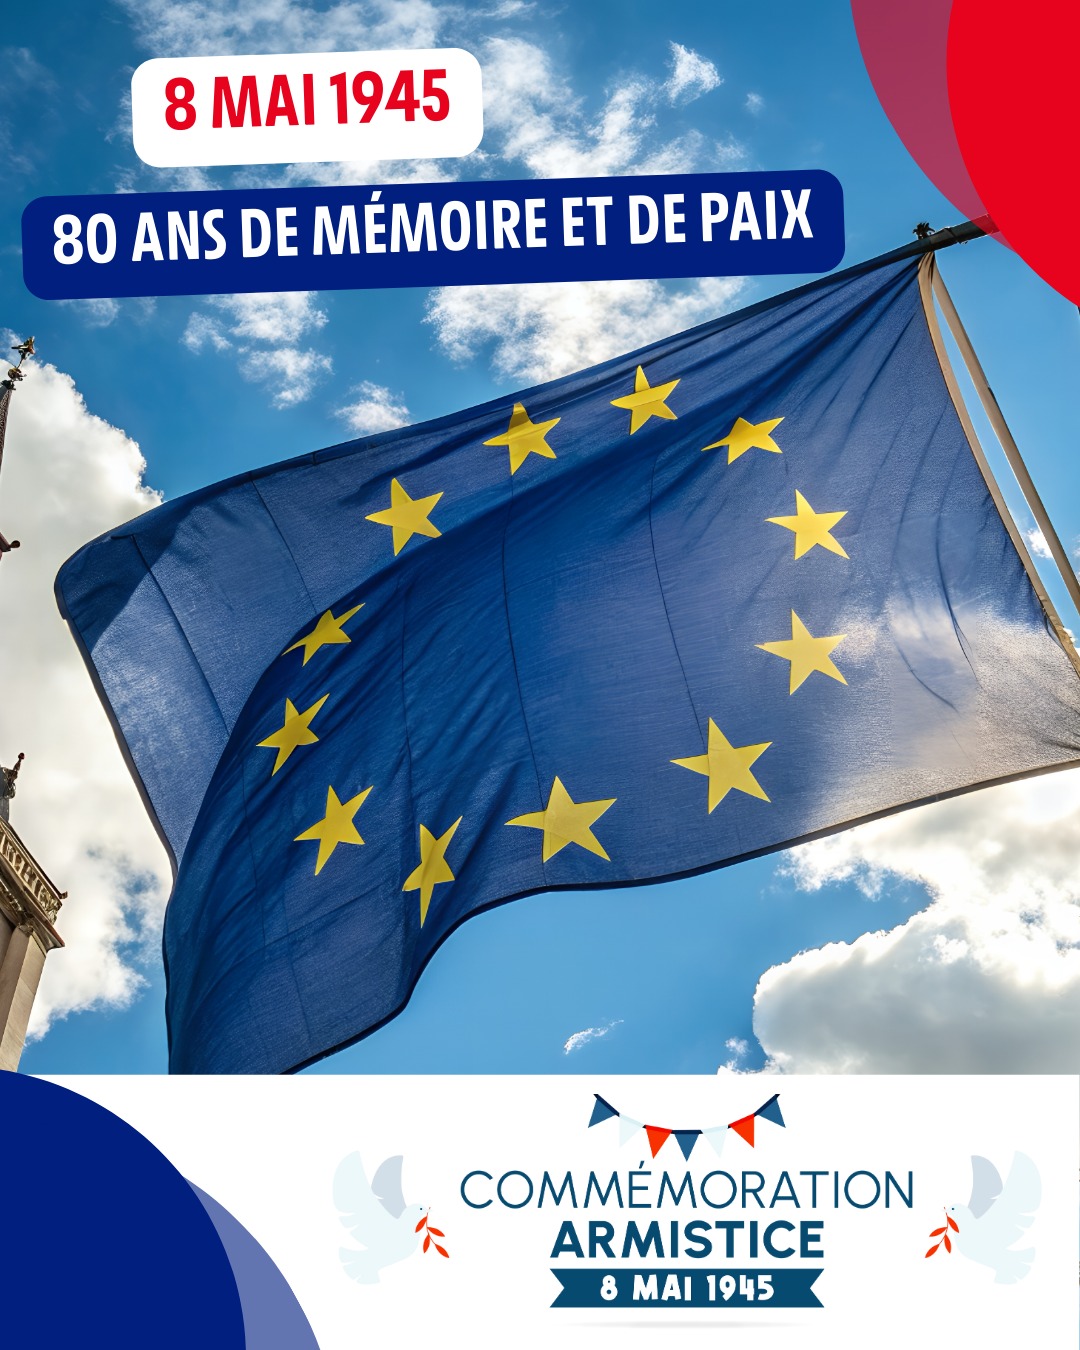 8 MAI 1945
80 ANS DE MÉMOIRE ET DE PAIX
COMMÉMORATION
ARMISTICE
8 MAI 1945